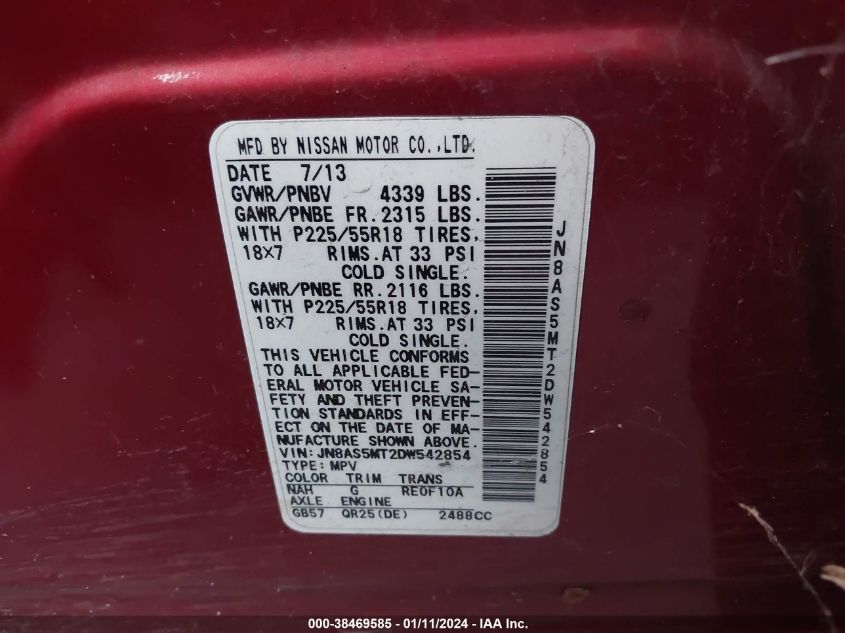 MFD BY NISSAN MOTOR CO.,LTD.
DATE 7/13
GVWR/PNBV 4339 LBS.
GAWR/PNBE FR. 2315 LBS.
WITH P225/55R18 TIRES,
18×7 RIMS.AT 33 PSI
COLD SINGLE.
GAWR/PNBE RR. 2116 LBS.
WITH P225/55R18 TIRES,
18×7 RIMS.AT 33 PSI
COLD SINGLE.
THIS VEHICLE CONFORMS
TO ALL APPLICABLE FED-
ERAL MOTOR VEHICLE SA-
FETY AND THEFT PREVEN-
TION STANDARDS IN EFF-
ECT ON THE DATE OF MA-
NUFACTURE SHOWN ABOVE.
VIN: JN8AS5MT2DW542854
TYPE: MPV
COLOR TRIM TRANS
NAH G RE0F10A
AXLE ENGINE
GB57 QR25(DE) 2488CC
JN8AS5MT2DW542854
000-38469585 - 01/11/2024 - IAA Inc.